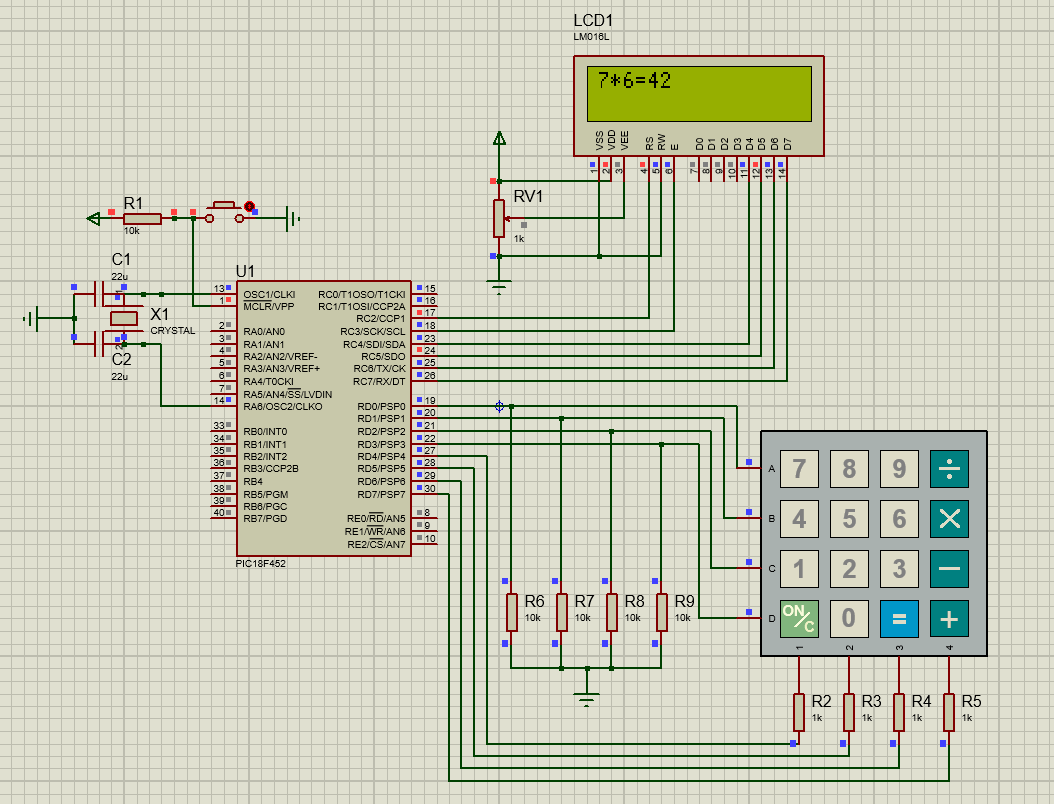 LCD1
LM016L
7*6=42
VSS VDD VEE RS RW E D0 D1 D2 D3 D4 D5 D6 D7
1 2 3 4 5 6 7 8 9 10 11 12 13 14
RV1
1k
R1
10k
C1
22u
X1
CRYSTAL
C2
22u
1
2
U1
13 OSC1/CLKI RC0/T1OSO/T1CKI 15
1 MCLR/VPP RC1/T1OSI/CCP2A 16
RC2/CCP1 17
2 RA0/AN0 RC3/SCK/SCL 18
3 RA1/AN1 RC4/SDI/SDA 23
4 RA2/AN2/VREF- RC5/SDO 24
5 RA3/AN3/VREF+ RC6/TX/CK 25
6 RA4/T0CKI RC7/RX/DT 26
7 RA5/AN4/SS/LVDIN
14 RA6/OSC2/CLKO RD0/PSP0 19
RD1/PSP1 20
33 RB0/INT0 RD2/PSP2 21
34 RB1/INT1 RD3/PSP3 22
35 RB2/INT2 RD4/PSP4 27
36 RB3/CCP2B RD5/PSP5 28
37 RB4 RD6/PSP6 29
38 RB5/PGM RD7/PSP7 30
39 RB6/PGC
40 RB7/PGD RE0/RD/AN5 8
RE1/WR/AN6 9
RE2/CS/AN7 10
PIC18F452
A 7 8 9 ÷
B 4 5 6 ×
C 1 2 3 −
D ON/C 0 = +
1 2 3 4
R6 R7 R8 R9
10k 10k 10k 10k
R2 R3 R4 R5
1k 1k 1k 1k